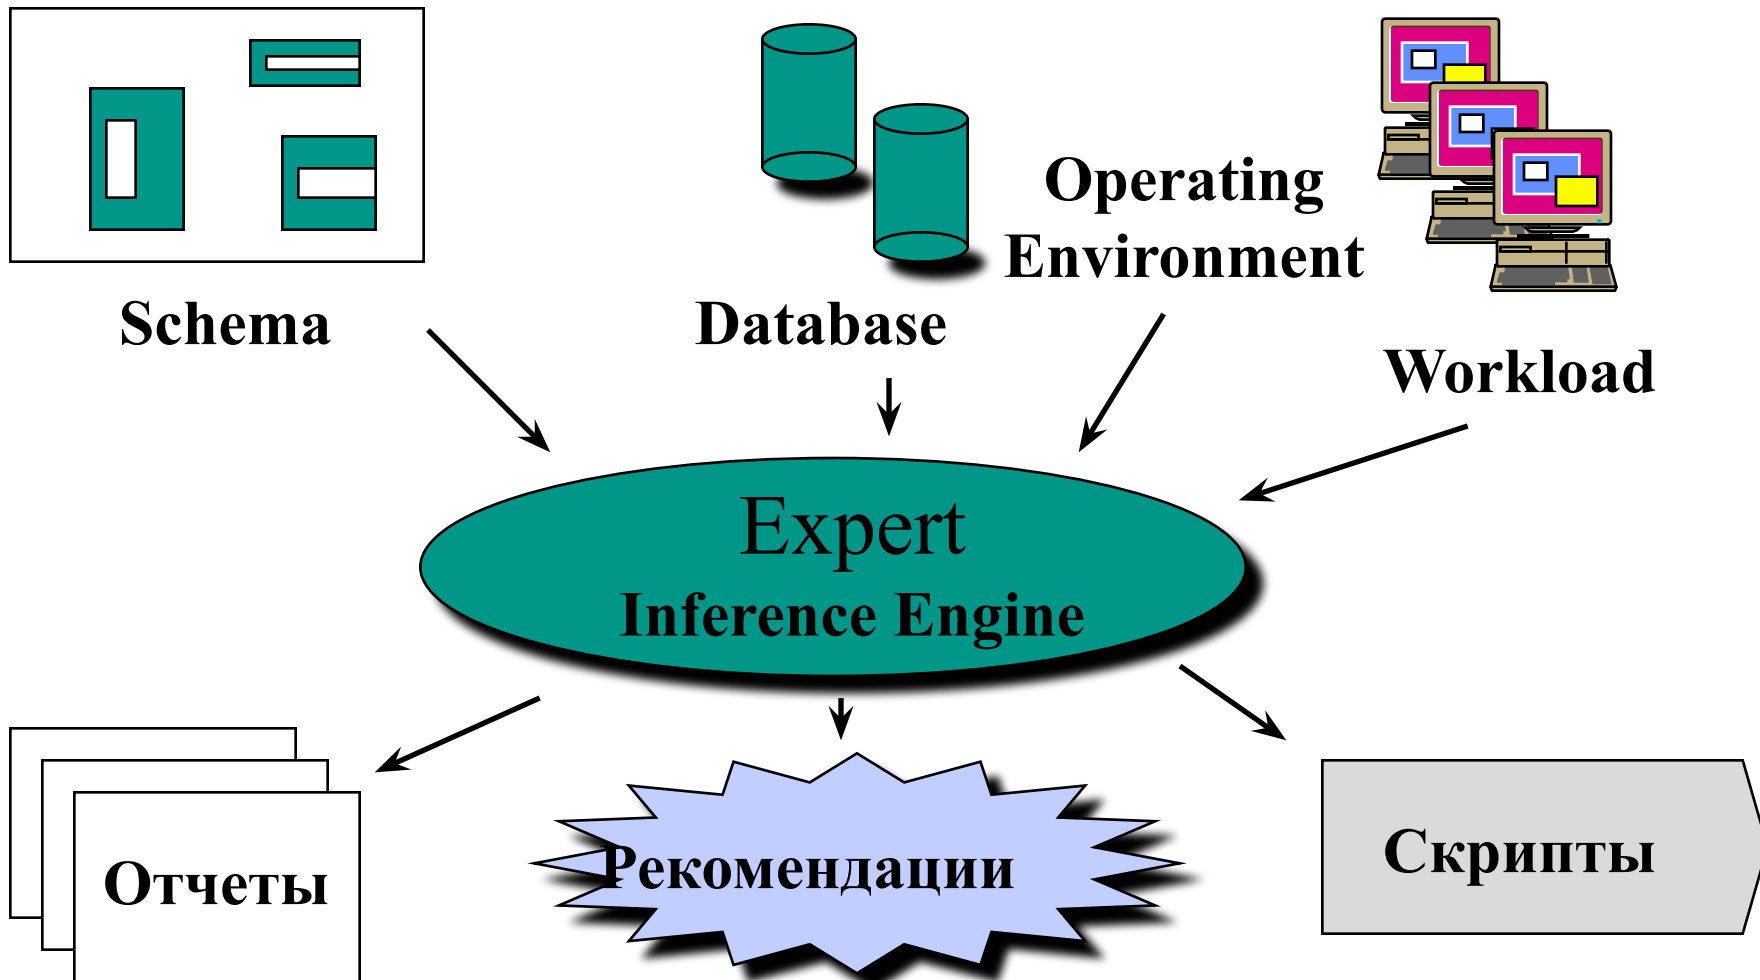 Operating
Environment
Schema
Database
Workload
Expert
Inference Engine
Отчеты
Рекомендации
Скрипты